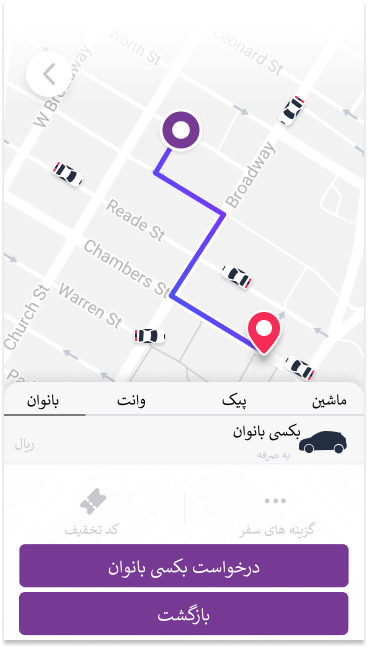 Worth St
Leonard St
W Broadway
Broadway
Reade St
Chambers St
Warren St
Church St
ماشین
پیک
وانت
بانوان
بکسی بانوان
به صرفه
ریال
گزینه های سفر
کد تخفیف
درخواست بکسی بانوان
بازگشت